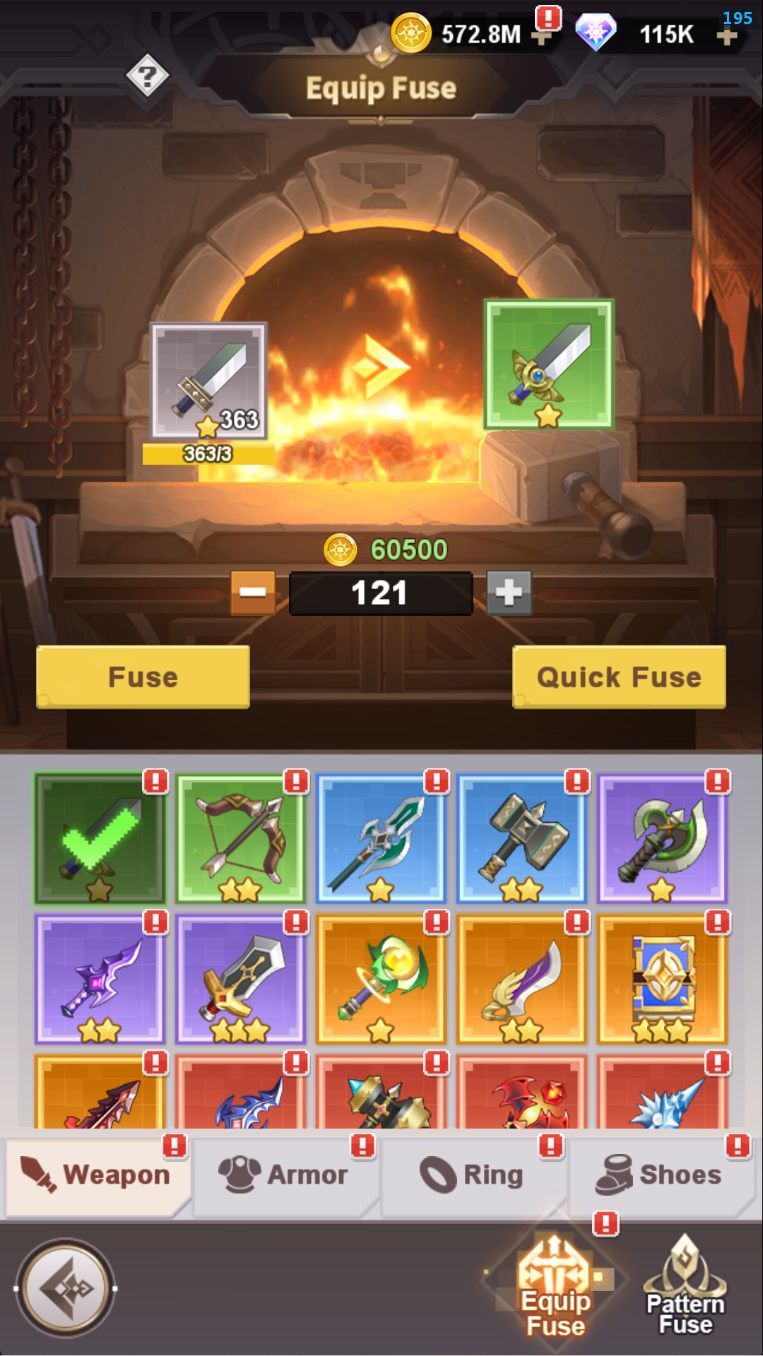 195
572.8M
115K
?
Equip Fuse
363
363/3
60500
121
Fuse
Quick Fuse
Weapon
Armor
Ring
Shoes
Equip
Fuse
Pattern
Fuse